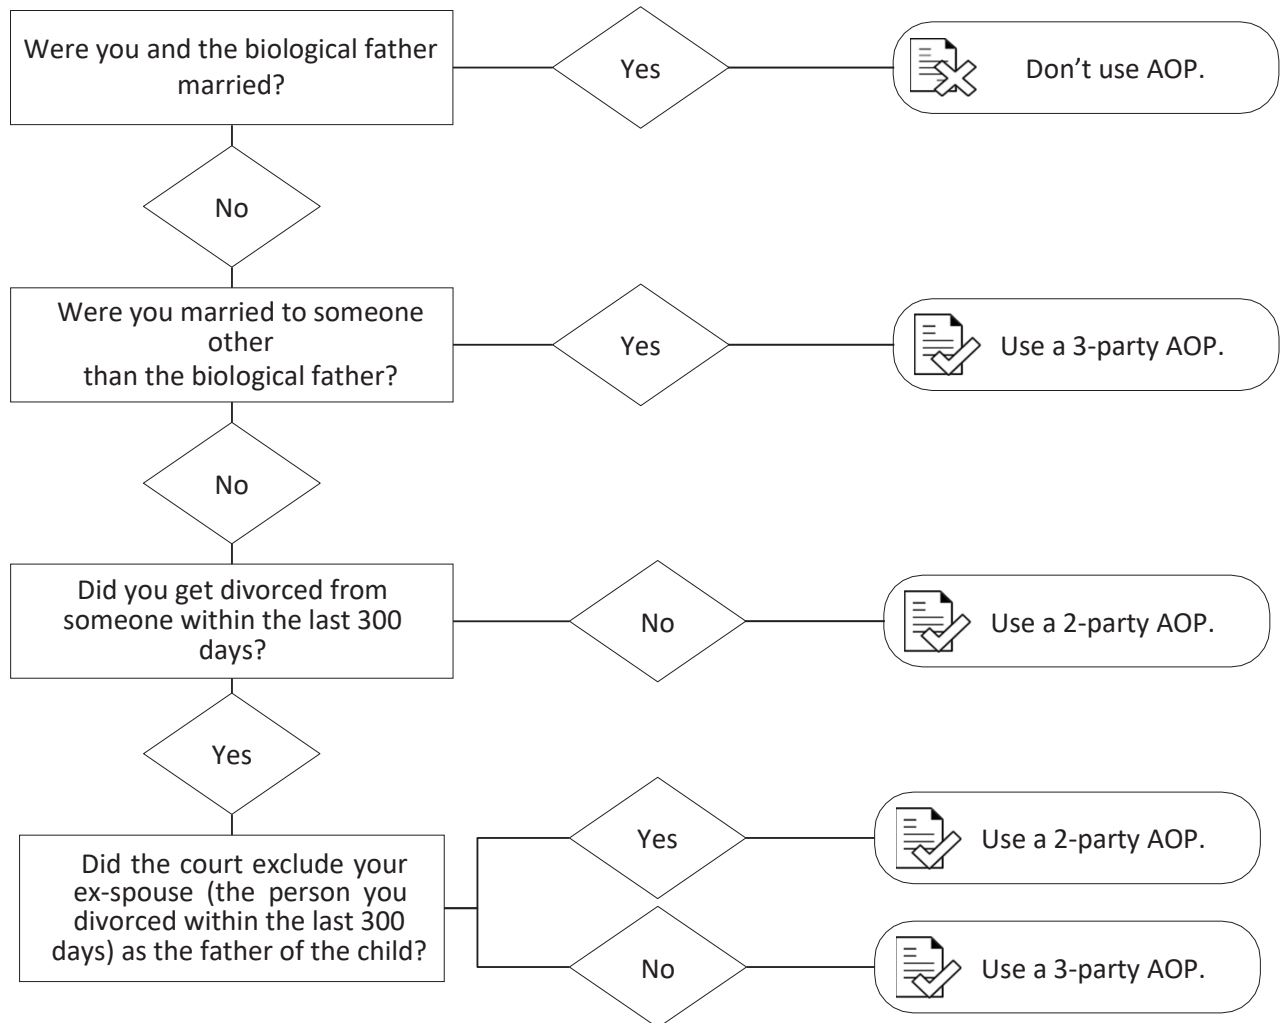 Were you and the biological father
married?
Yes
Don’t use AOP.
No
Were you married to someone
other
than the biological father?
Yes
Use a 3-party AOP.
No
Did you get divorced from
someone within the last 300
days?
No
Use a 2-party AOP.
Yes
Did the court exclude your
ex-spouse (the person you
divorced within the last 300
days) as the father of the child?
Yes
Use a 2-party AOP.
No
Use a 3-party AOP.